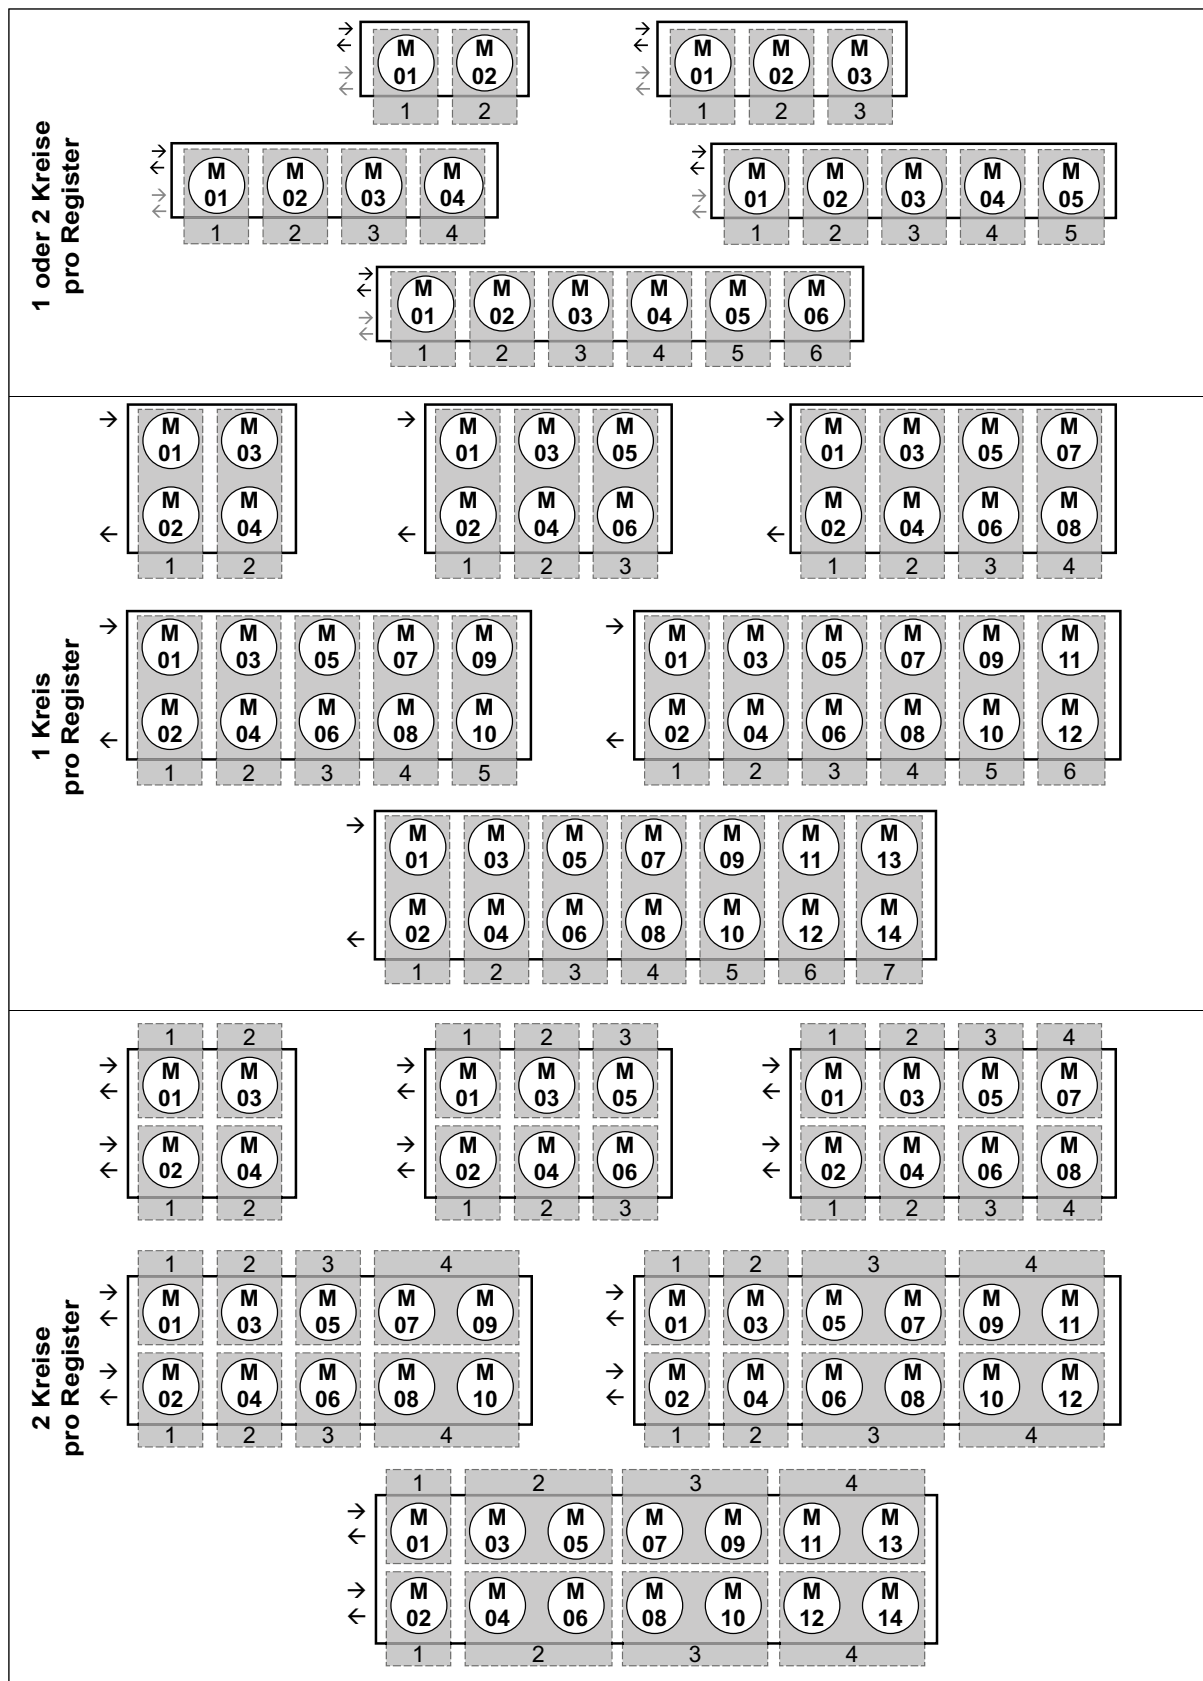 1 oder 2 Kreise
pro Register
M M
01 02
1 2
M M M
01 02 03
1 2 3
M M M M
01 02 03 04
1 2 3 4
M M M M M
01 02 03 04 05
1 2 3 4 5
M M M M M M
01 02 03 04 05 06
1 2 3 4 5 6
1 Kreis
pro Register
M M
01 03
M M
02 04
1 2
M M M
01 03 05
M M M
02 04 06
1 2 3
M M M M
01 03 05 07
M M M M
02 04 06 08
1 2 3 4
M M M M M
01 03 05 07 09
M M M M M
02 04 06 08 10
1 2 3 4 5
M M M M M M
01 03 05 07 09 11
M M M M M M
02 04 06 08 10 12
1 2 3 4 5 6
M M M M M M M
01 03 05 07 09 11 13
M M M M M M M
02 04 06 08 10 12 14
1 2 3 4 5 6 7
2 Kreise
pro Register
1 2
M M
01 03
M M
02 04
1 2
1 2 3
M M M
01 03 05
M M M
02 04 06
1 2 3
1 2 3 4
M M M M
01 03 05 07
M M M M
02 04 06 08
1 2 3 4
1 2 3 4
M M M M M
01 03 05 07 09
M M M M M
02 04 06 08 10
1 2 3 4
1 2 3 4
M M M M M M
01 03 05 07 09 11
M M M M M M
02 04 06 08 10 12
1 2 3 4
1 2 3 4
M M M M M M M
01 03 05 07 09 11 13
M M M M M M M
02 04 06 08 10 12 14
1 2 3 4